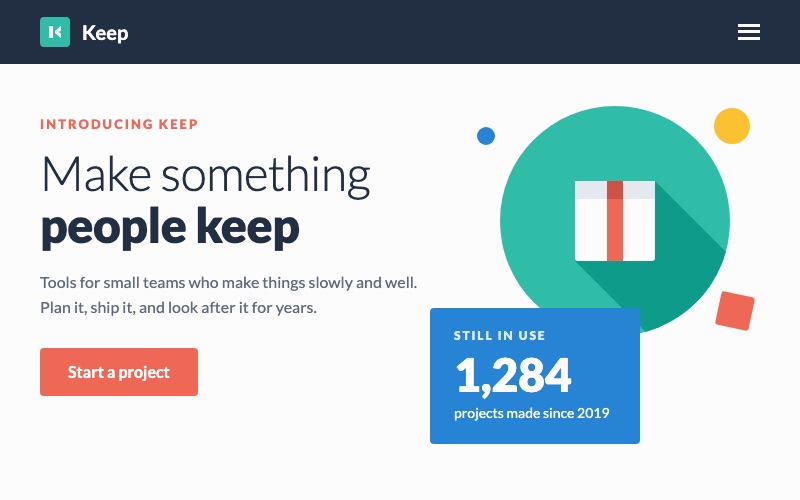 Keep
INTRODUCING KEEP
Make something
people keep
Tools for small teams who make things slowly and well.
Plan it, ship it, and look after it for years.
Start a project
STILL IN USE
1,284
projects made since 2019